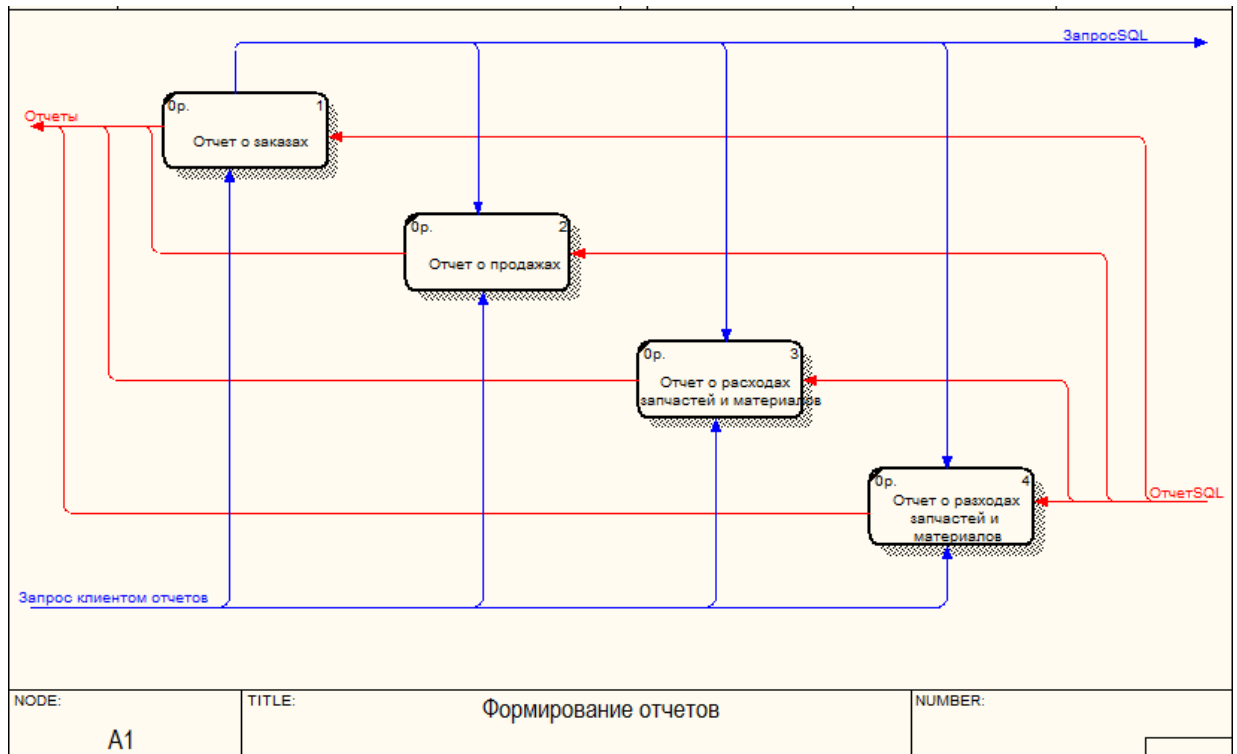 ЗапросSQL
0р. 1
Отчеты
Отчет о заказах
0р. 2
Отчет о продажах
0р. 3
Отчет о расходах
запчастей и материалов
0р. 4
ОтчетSQL
Отчет о разходах
запчастей и
материалов
Запрос клиентом отчетов
NODE:
TITLE:
NUMBER:
Формирование отчетов
A1